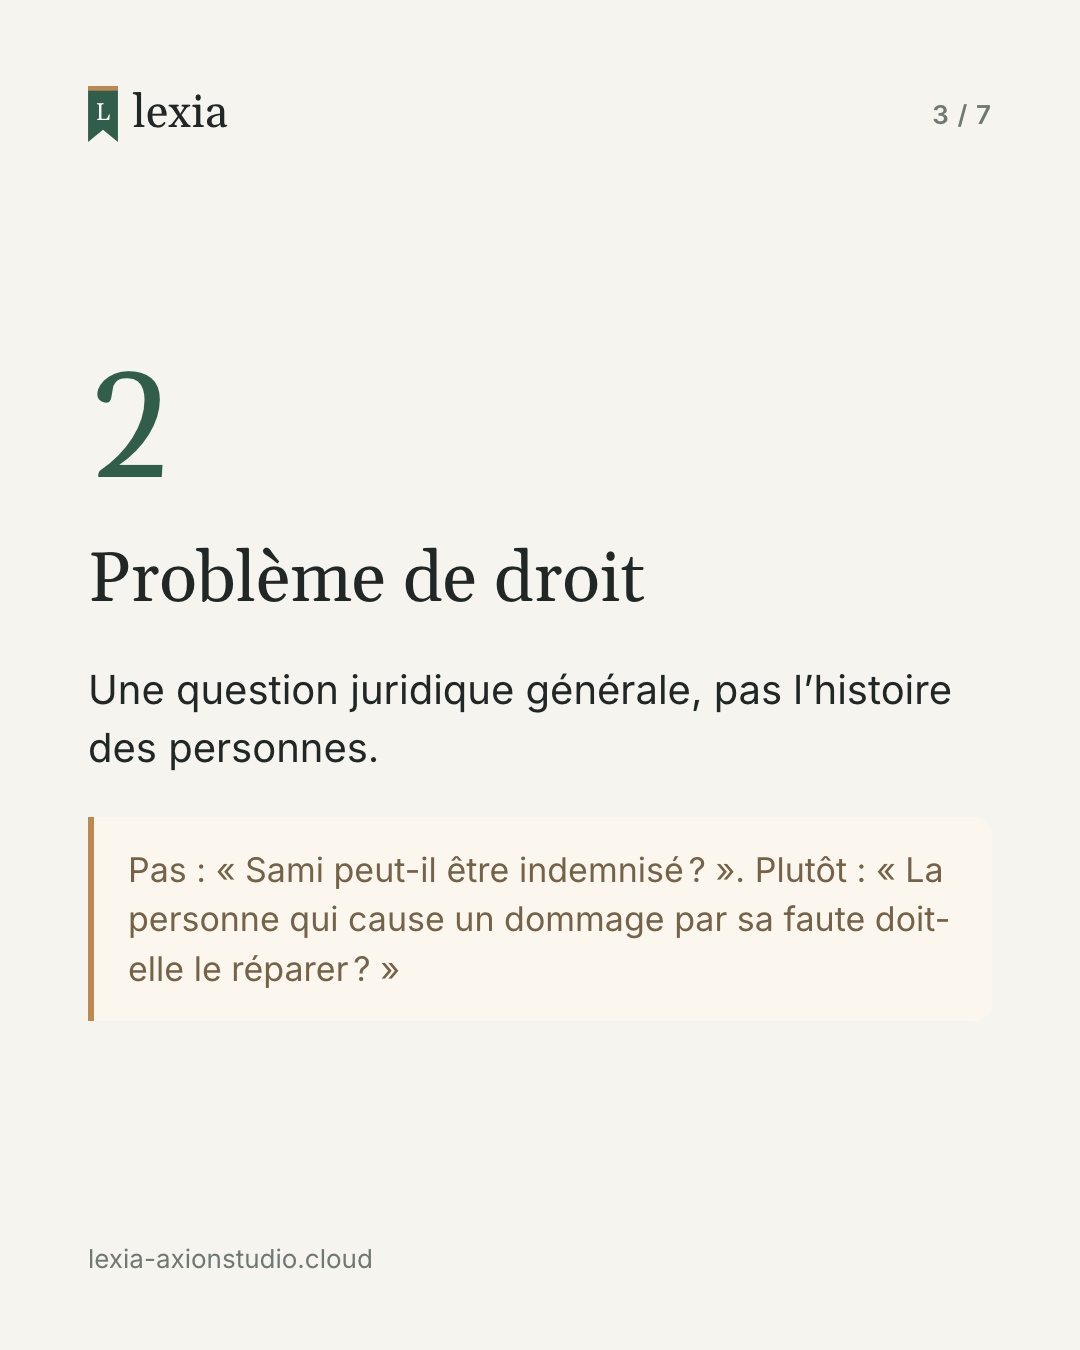 L lexia
3 / 7
2
Problème de droit
Une question juridique générale, pas l’histoire
des personnes.
Pas : « Sami peut-il être indemnisé ? ». Plutôt : « La
personne qui cause un dommage par sa faute doit-
elle le réparer ? »
lexia-axionstudio.cloud